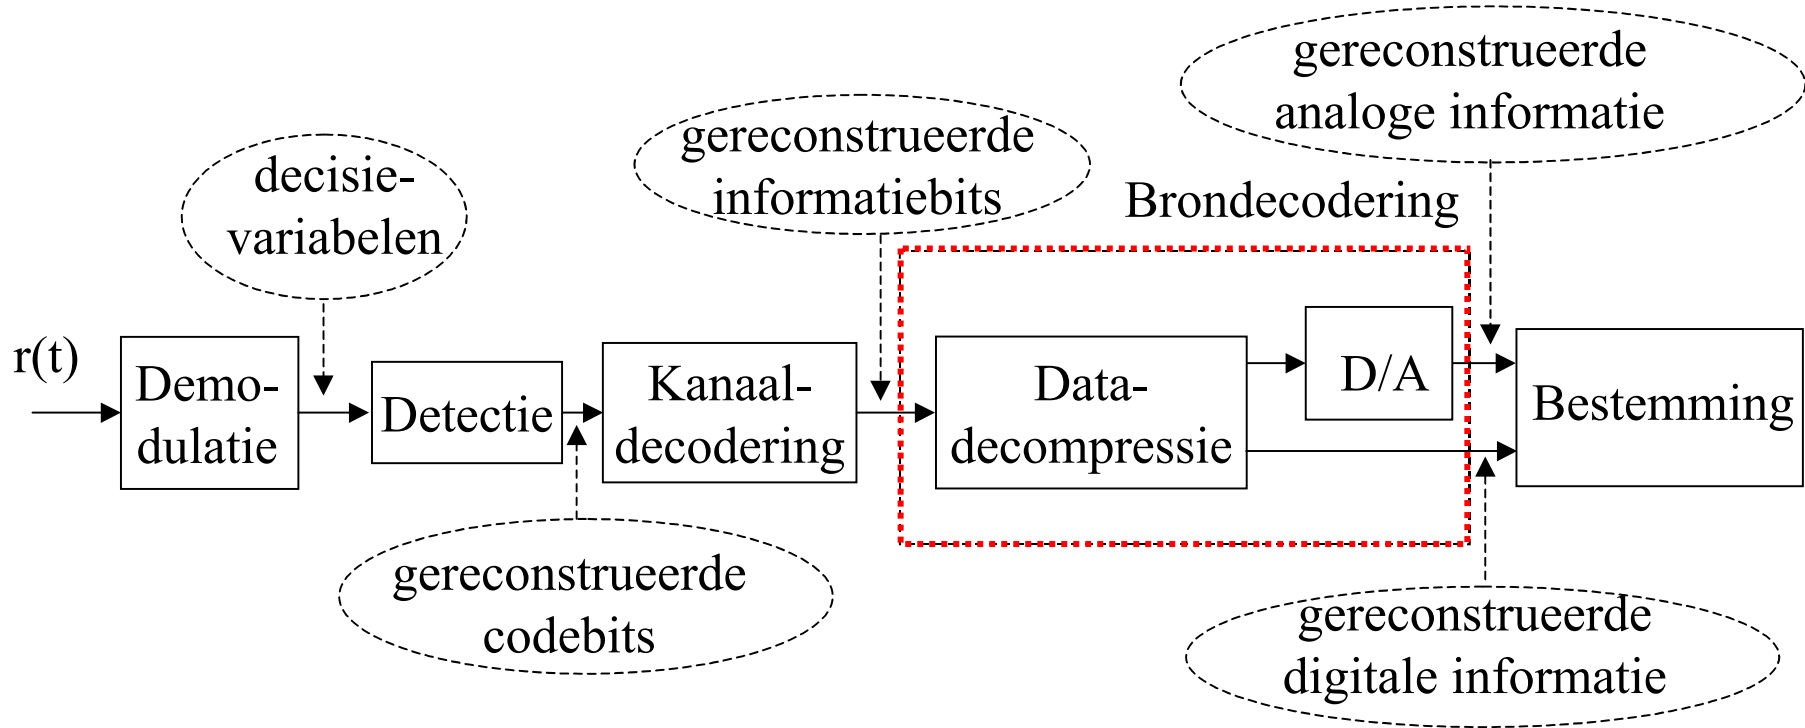 gereconstrueerde
analoge informatie
gereconstrueerde
informatiebits
decisie-
variabelen
Brondecodering
r(t)
Demo-
dulatie
Detectie
Kanaal-
decodering
Data-
decompressie
D/A
Bestemming
gereconstrueerde
codebits
gereconstrueerde
digitale informatie